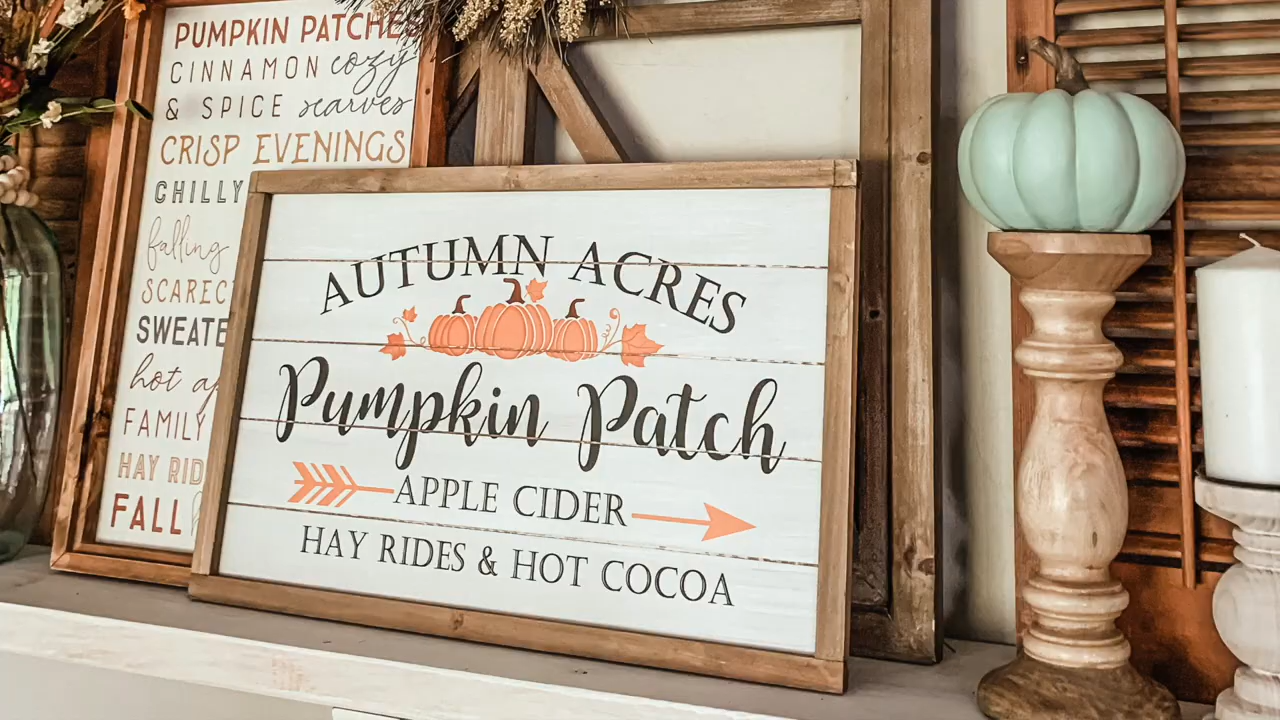 PUMPKIN PATCHES
CINNAMON cozy
& SPICE scarves
CRISP EVENINGS
CHILLY
falling
SWEATE
hot
FAMILY
HAY RID
FALL
AUTUMN ACRES
Pumpkin Patch
APPLE CIDER
HAY RIDES & HOT COCOA